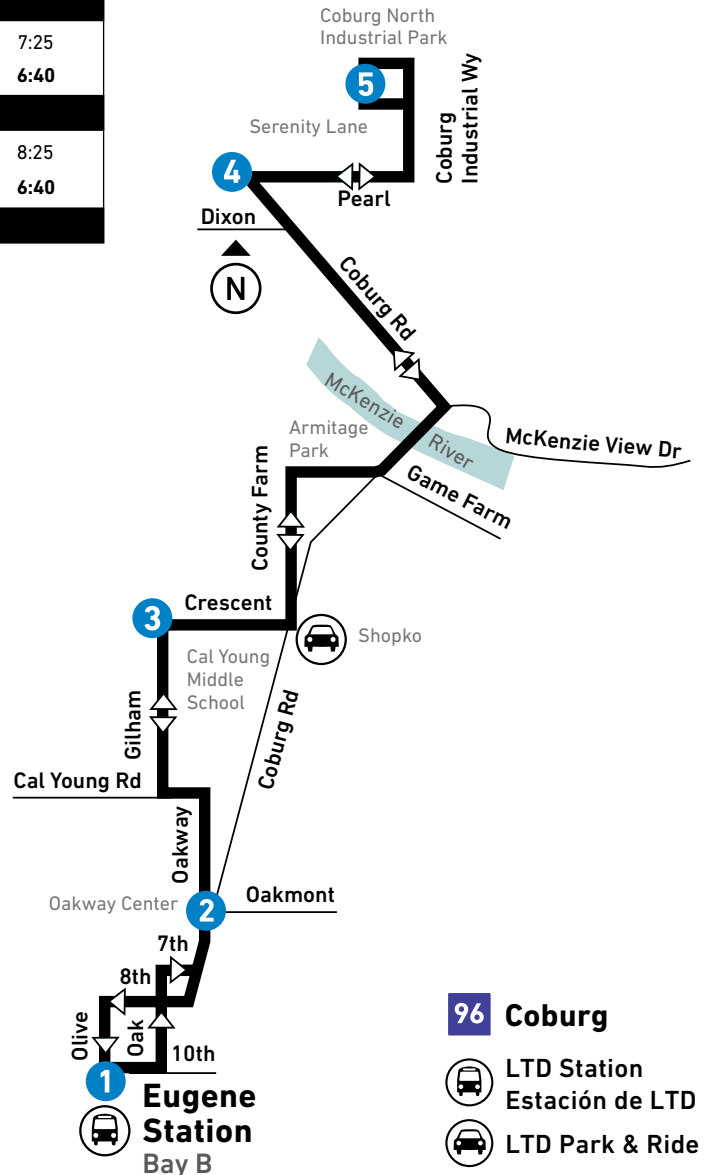 7:25
6:40
8:25
6:40
Coburg North
Industrial Park
5
Coburg
Industrial Wy
Serenity Lane
4
Pearl
Dixon
N
Coburg Rd
McKenzie
River
McKenzie View Dr
Armitage
Park
Game Farm
County Farm
3
Crescent
Shopko
Cal Young
Middle
School
Gilham
Coburg Rd
Cal Young Rd
Oakway
Oakway Center
2
Oakmont
7th
8th
Olive
Oak
10th
1
Eugene
Station
Bay B
96 Coburg
LTD Station
Estación de LTD
LTD Park & Ride